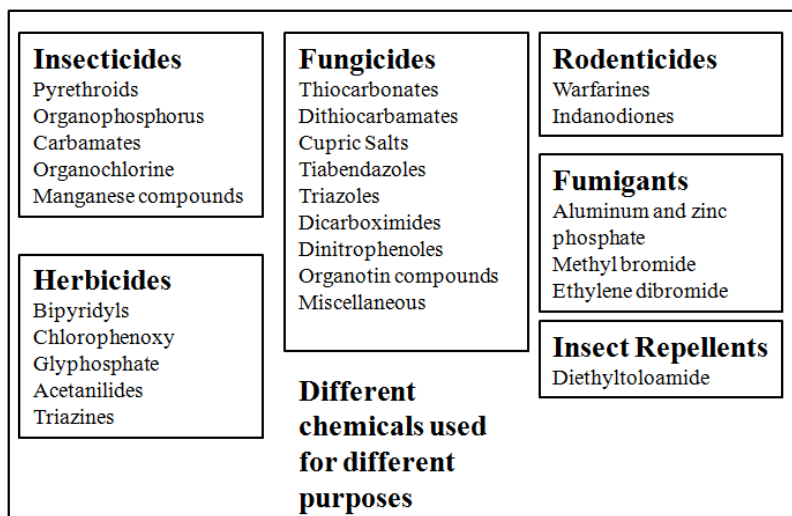 Insecticides
Pyrethroids
Organophosphorus
Carbamates
Organochlorine
Manganese compounds
Herbicides
Bipyridyls
Chlorophenoxy
Glyphosphate
Acetanilides
Triazines
Fungicides
Thiocarbonates
Dithiocarbamates
Cupric Salts
Tiabendazoles
Triazoles
Dicarboximides
Dinitrophenoles
Organotin compounds
Miscellaneous
Different
chemicals used
for different
purposes
Rodenticides
Warfarines
Indanodiones
Fumigants
Aluminum and zinc
phosphate
Methyl bromide
Ethylene dibromide
Insect Repellents
Diethyltoloamide